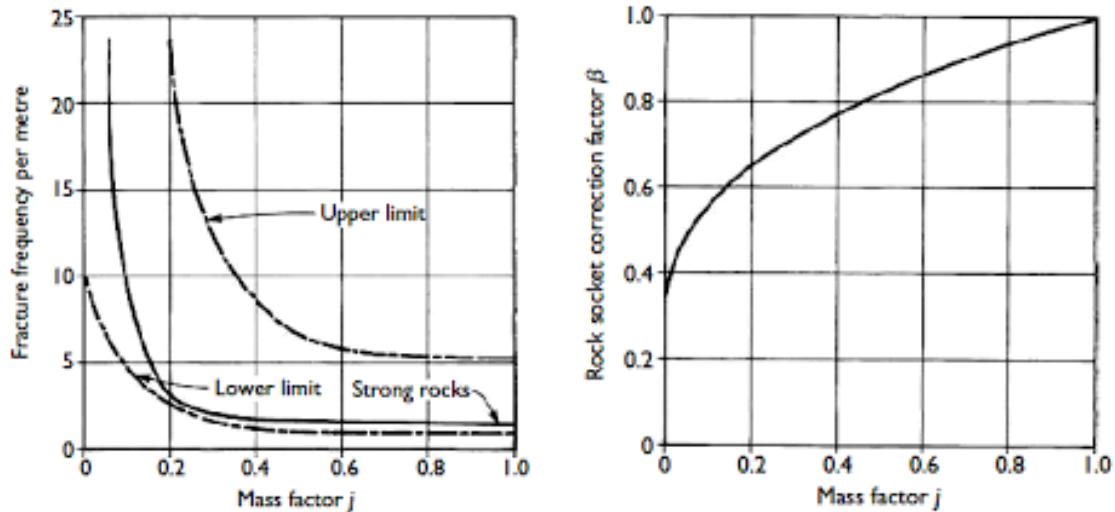 25
20
15
10
5
0
Fracture frequency per metre
Upper limit
Lower limit
Strong rocks
0 0.2 0.4 0.6 0.8 1.0
Mass factor j
1.0
0.8
0.6
0.4
0.2
0
Rock socket correction factor β
0 0.2 0.4 0.6 0.8 1.0
Mass factor j